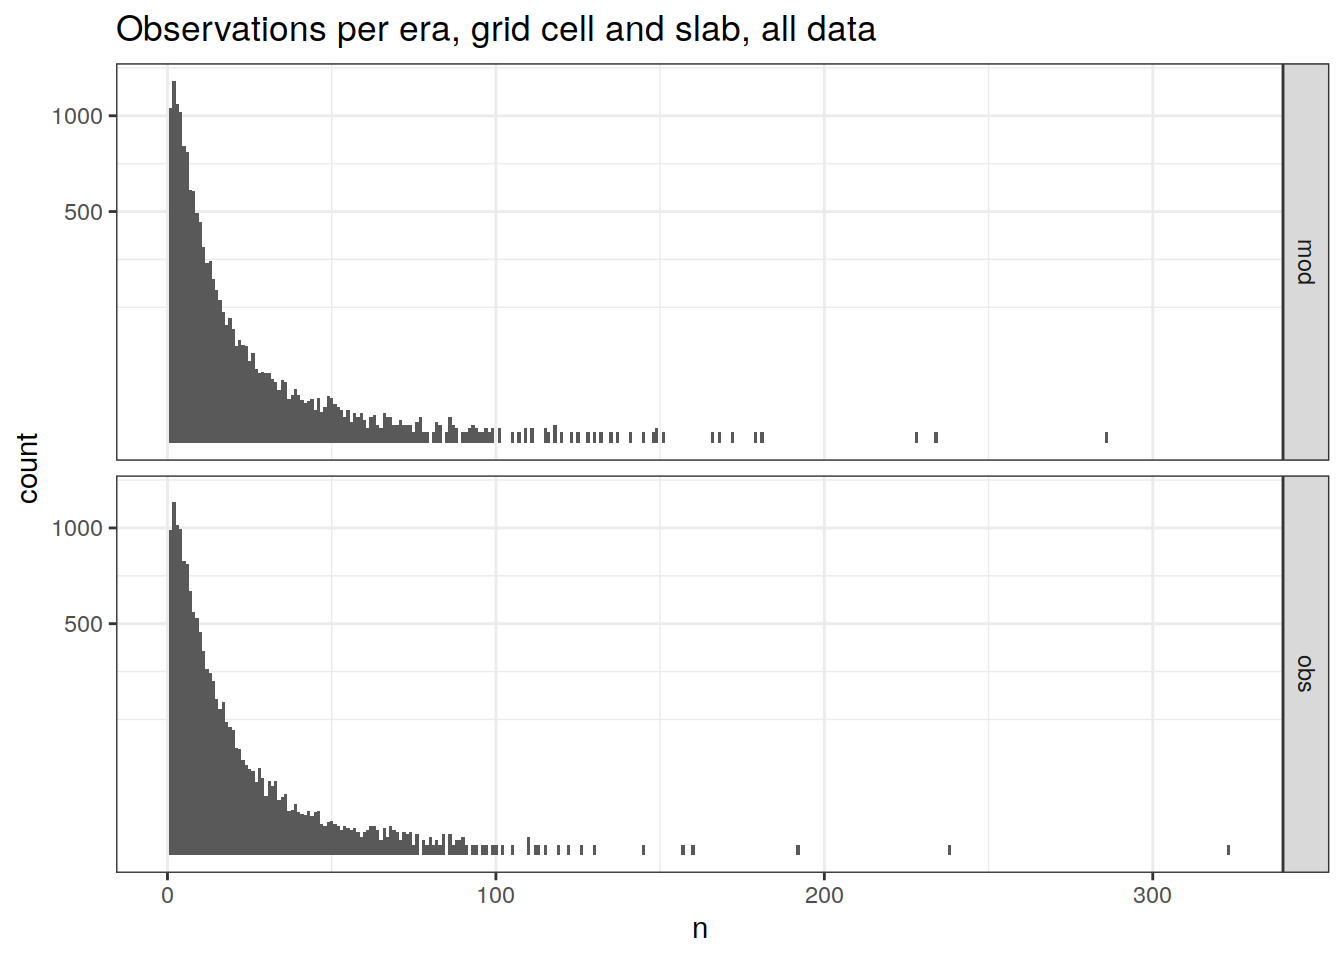 Observations per era, grid cell and slab, all data
count
1000
500
mod
1000
500
obs
0
100
200
300
n